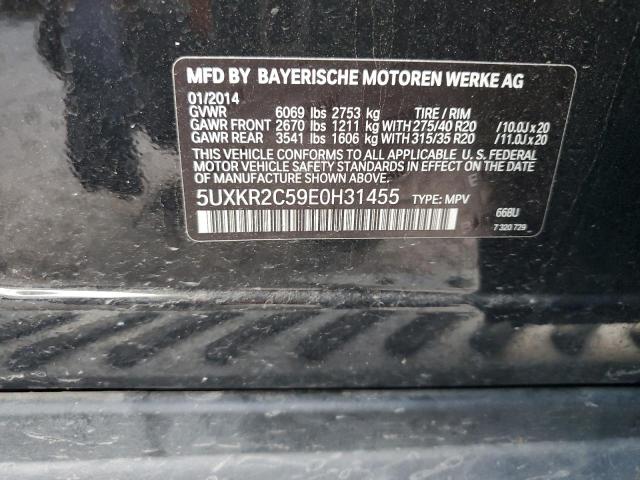 MFD BY BAYERISCHE MOTOREN WERKE AG
01/2014
GVWR 6069 lbs 2753 kg TIRE / RIM
GAWR FRONT 2670 lbs 1211 kg WITH 275/40 R20 /10.0J x 20
GAWR REAR 3541 lbs 1606 kg WITH 315/35 R20 /11.0J x 20
THIS VEHICLE CONFORMS TO ALL APPLICABLE U. S. FEDERAL
MOTOR VEHICLE SAFETY STANDARDS IN EFFECT ON THE
DATE OF MANUFACTURE SHOWN ABOVE.
5UXKR2C59E0H31455 TYPE: MPV
668U
7 320 729